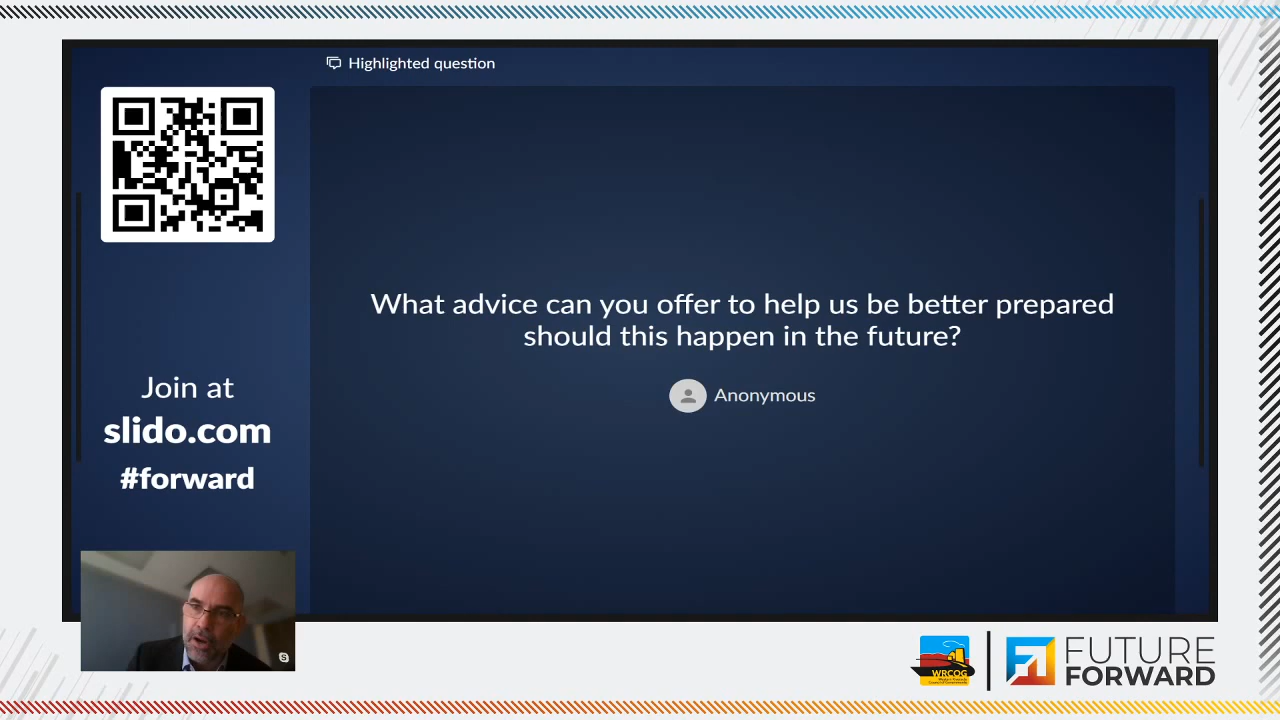 Highlighted question
What advice can you offer to help us be better prepared
should this happen in the future?
Anonymous
Join at
slido.com
#forward
WRCOG
FUTURE
FORWARD